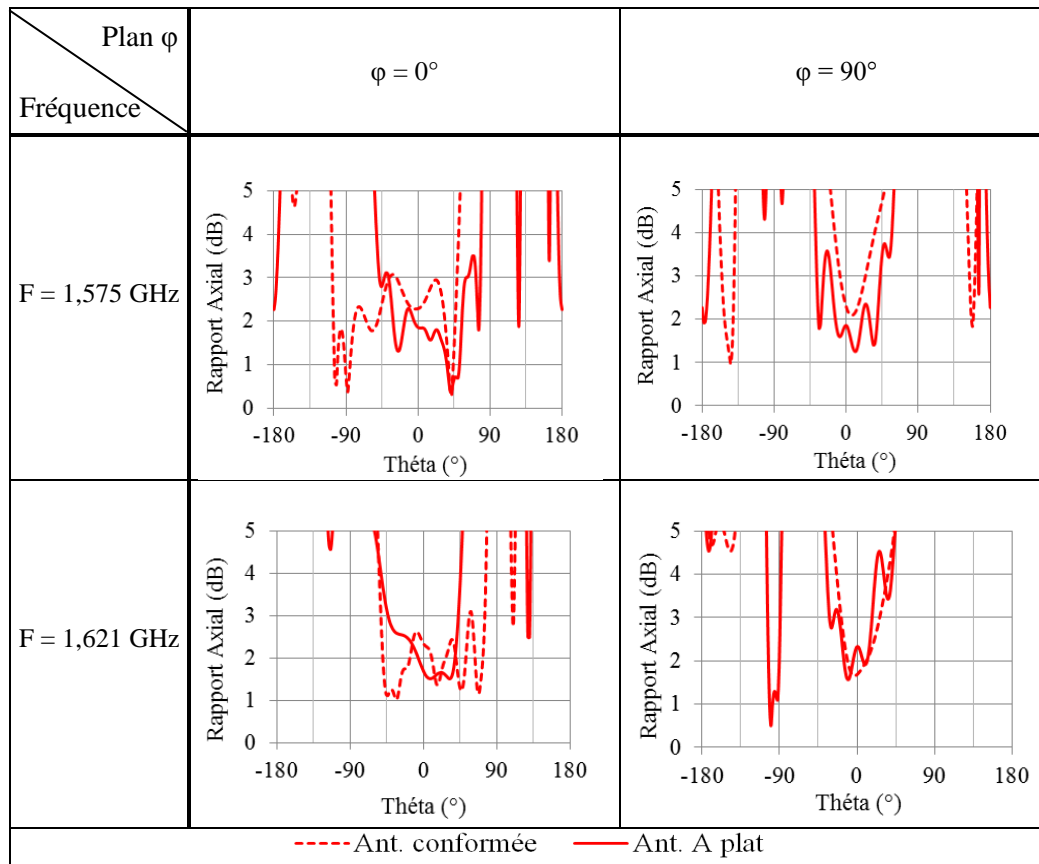 Plan φ
Fréquence
φ = 0°
φ = 90°
F = 1,575 GHz
Rapport Axial (dB)
5
4
3
2
1
0
-180 -90 0 90 180
Théta (°)
Rapport Axial (dB)
5
4
3
2
1
0
-180 -90 0 90 180
Théta (°)
F = 1,621 GHz
Rapport Axial (dB)
5
4
3
2
1
0
-180 -90 0 90 180
Théta (°)
Rapport Axial (dB)
5
4
3
2
1
0
-180 -90 0 90 180
Théta (°)
Ant. conformée Ant. A plat